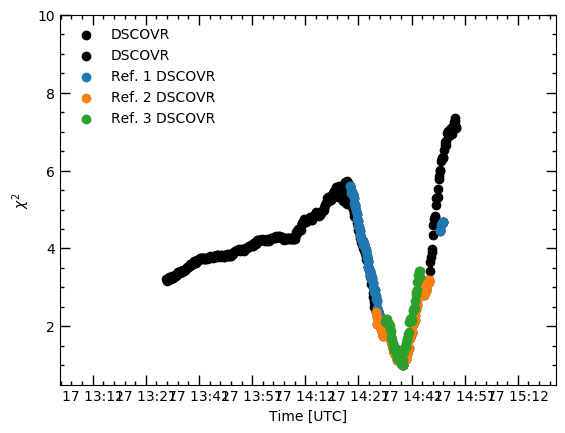 10
8
6
4
2
χ²
DSCOVR
DSCOVR
Ref. 1 DSCOVR
Ref. 2 DSCOVR
Ref. 3 DSCOVR
17 13:12 17 13:27 17 13:42 17 13:57 17 14:12 17 14:27 17 14:42 17 14:57 17 15:12
Time [UTC]